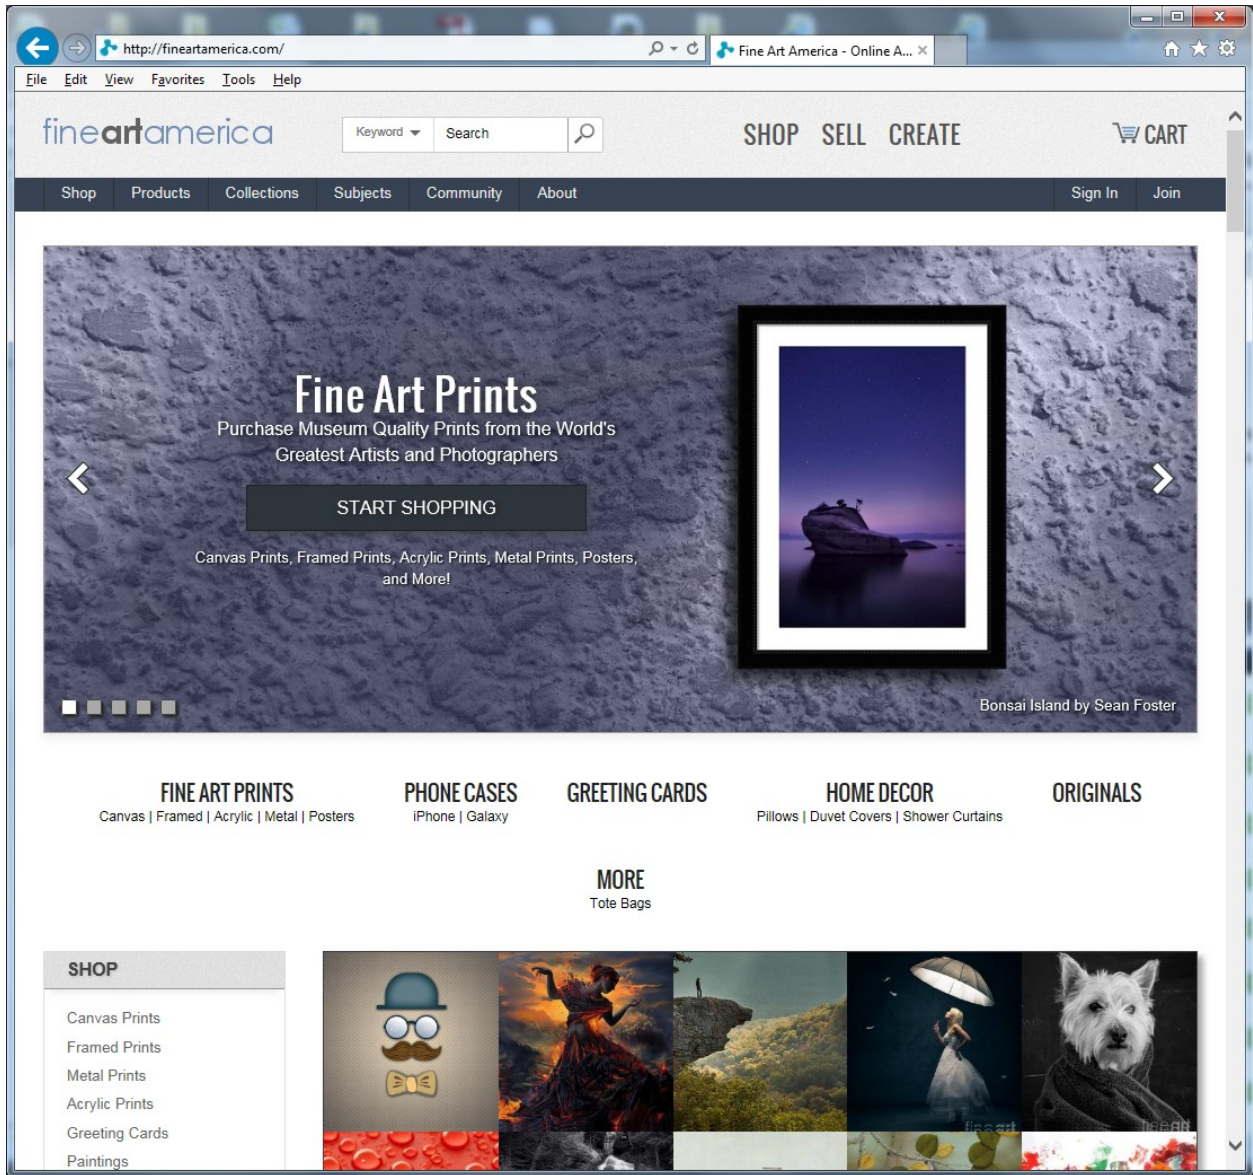 http://fineartamerica.com/
Fine Art America - Online A...
File Edit View Favorites Tools Help
fineartamerica
Keyword
Search
SHOP SELL CREATE
CART
Shop Products Collections Subjects Community About
Sign In Join
Fine Art Prints
Purchase Museum Quality Prints from the World's
Greatest Artists and Photographers
START SHOPPING
Canvas Prints, Framed Prints, Acrylic Prints, Metal Prints, Posters,
and More!
Bonsai Island by Sean Foster
FINE ART PRINTS
Canvas | Framed | Acrylic | Metal | Posters
PHONE CASES
iPhone | Galaxy
GREETING CARDS
HOME DECOR
Pillows | Duvet Covers | Shower Curtains
ORIGINALS
MORE
Tote Bags
SHOP
Canvas Prints
Framed Prints
Metal Prints
Acrylic Prints
Greeting Cards
Paintings